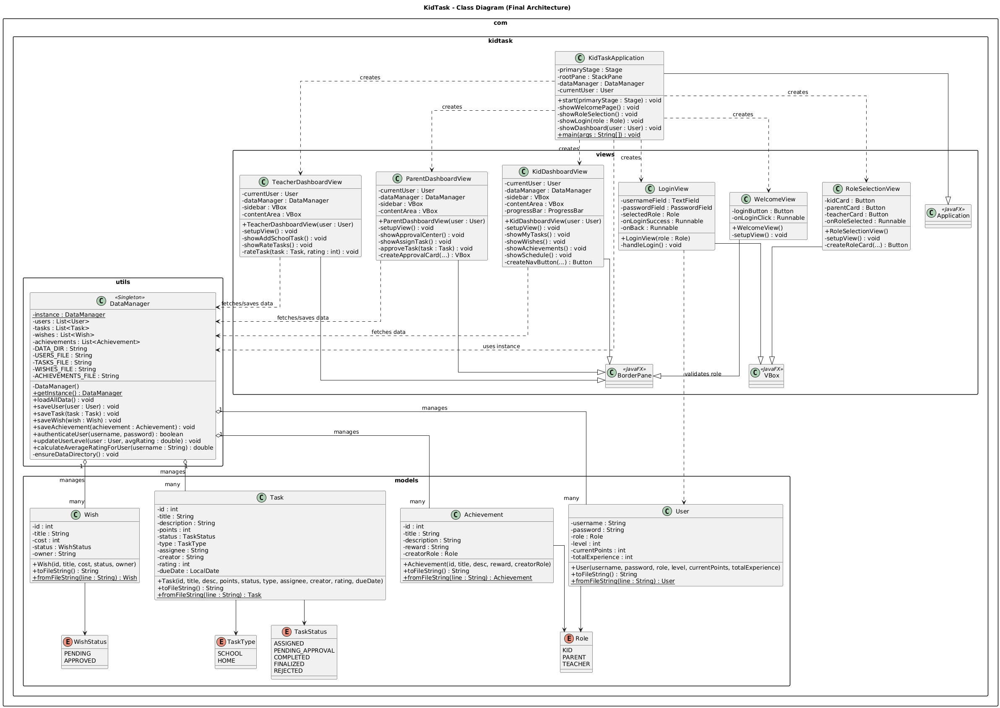 KidTask - Class Diagram (Final Architecture)
com
kidtask
KidTaskApplication
-primaryStage : Stage
-rootPane : StackPane
-dataManager : DataManager
-currentUser : User
+start(primaryStage : Stage) : void
-showWelcomePage() : void
-showRoleSelection() : void
-showLogin(role : Role) : void
-showDashboard(user : User) : void
+main(args : String[]) : void
creates
creates
creates
creates
creates
creates
views
TeacherDashboardView
-currentUser : User
-dataManager : DataManager
-sidebar : VBox
-contentArea : VBox
+TeacherDashboardView(user : User)
-setupView() : void
-showAddSchoolTask() : void
-showRateTasks() : void
-rateTask(task : Task, rating : int) : void
ParentDashboardView
-currentUser : User
-dataManager : DataManager
-sidebar : VBox
-contentArea : VBox
+ParentDashboardView(user : User)
-setupView() : void
-showApprovalCenter() : void
-showAssignTask() : void
-approveTask(task : Task) : void
-createApprovalCard(...) : VBox
KidDashboardView
-currentUser : User
-dataManager : DataManager
-sidebar : VBox
-contentArea : VBox
-progressBar : ProgressBar
+KidDashboardView(user : User)
-setupView() : void
-showMyTasks() : void
-showWishes() : void
-showAchievements() : void
-showSchedule() : void
-createNavButton(...) : Button
LoginView
-usernameField : TextField
-passwordField : PasswordField
-selectedRole : Role
-onLoginSuccess : Runnable
-onBack : Runnable
+LoginView(role : Role)
-handleLogin() : void
WelcomeView
-loginButton : Button
-onLoginClick : Runnable
+WelcomeView()
-setupView() : void
RoleSelectionView
-kidCard : Button
-parentCard : Button
-teacherCard : Button
-onRoleSelected : Runnable
+RoleSelectionView()
-setupView() : void
-createRoleCard(...) : Button
«JavaFX»
Application
utils
«Singleton»
DataManager
-instance : DataManager
-users : List<User>
-tasks : List<Task>
-wishes : List<Wish>
-achievements : List<Achievement>
-DATA_DIR : String
-USERS_FILE : String
-TASKS_FILE : String
-WISHES_FILE : String
-ACHIEVEMENTS_FILE : String
-DataManager()
+getInstance() : DataManager
+loadAllData() : void
+saveUser(user : User) : void
+saveTask(task : Task) : void
+saveWish(wish : Wish) : void
+saveAchievement(achievement : Achievement) : void
+authenticateUser(username, password) : boolean
+updateUserLevel(user : User, avgRating : double) : void
+calculateAverageRatingForUser(username : String) : double
-ensureDataDirectory() : void
fetches/saves data
fetches/saves data
fetches data
uses instance
«JavaFX»
BorderPane
validates role
«JavaFX»
VBox
1
manages
1
manages
1
manages
1
manages
many
many
many
many
models
Wish
-id : int
-title : String
-cost : int
-status : WishStatus
-owner : String
+Wish(id, title, cost, status, owner)
+toFileString() : String
+fromFileString(line : String) : Wish
Task
-id : int
-title : String
-description : String
-points : int
-status : TaskStatus
-type : TaskType
-assignee : String
-creator : String
-rating : int
-dueDate : LocalDate
+Task(id, title, desc, points, status, type, assignee, creator, rating, dueDate)
+toFileString() : String
+fromFileString(line : String) : Task
Achievement
-id : int
-title : String
-description : String
-reward : String
-creatorRole : Role
+Achievement(id, title, desc, reward, creatorRole)
+toFileString() : String
+fromFileString(line : String) : Achievement
User
-username : String
-password : String
-role : Role
-level : int
-currentPoints : int
-totalExperience : int
+User(username, password, role, level, currentPoints, totalExperience)
+toFileString() : String
+fromFileString(line : String) : User
WishStatus
PENDING
APPROVED
TaskType
SCHOOL
HOME
TaskStatus
ASSIGNED
PENDING_APPROVAL
COMPLETED
FINALIZED
REJECTED
Role
KID
PARENT
TEACHER